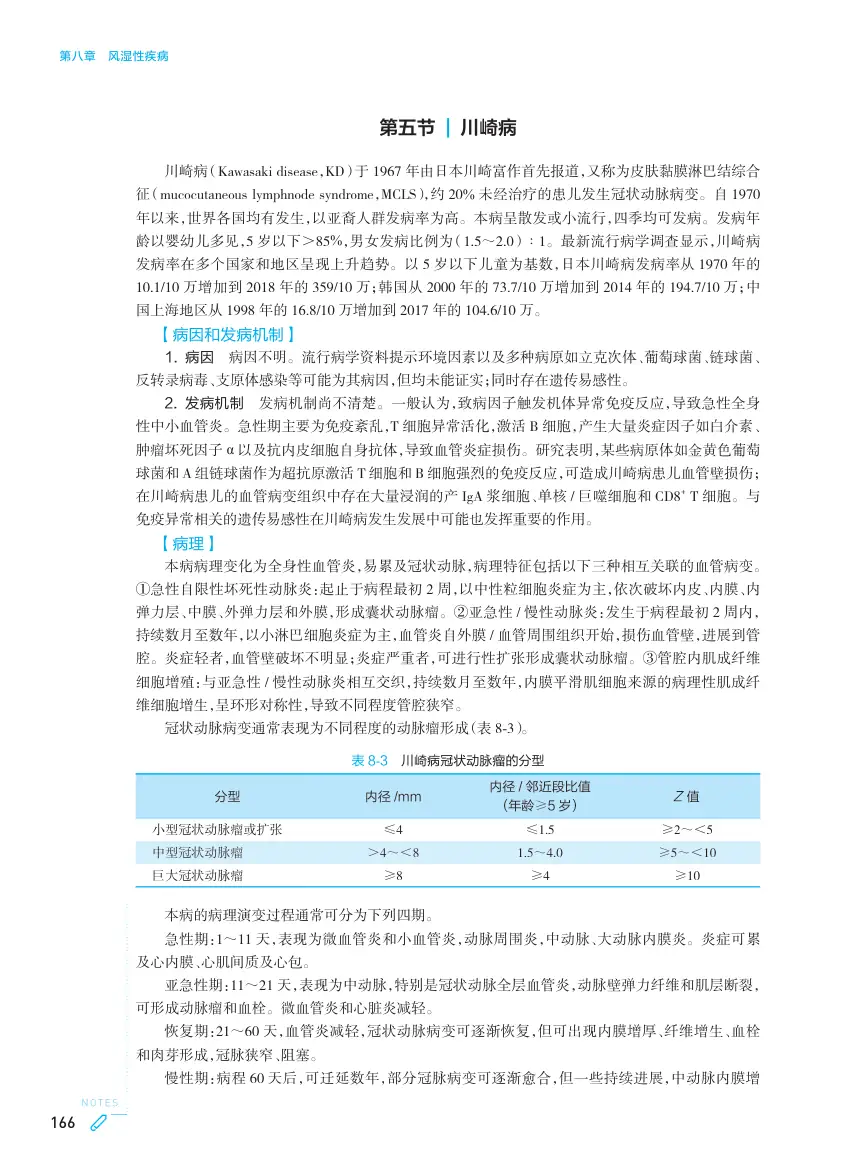 第八章 风湿性疾病
第五节 | 川崎病
川崎病（Kawasaki disease,KD）于 1967 年由日本川崎富作首先报道,又称为皮肤黏膜淋巴结综合
征（mucocutaneous lymphnode syndrome,MCLS）,约 20% 未经治疗的患儿发生冠状动脉病变。自 1970
年以来,世界各国均有发生,以亚裔人群发病率为高。本病呈散发或小流行,四季均可发病。发病年
龄以婴幼儿多见,5 岁以下＞85%,男女发病比例为（1.5～2.0）∶1。最新流行病学调查显示,川崎病
发病率在多个国家和地区呈现上升趋势。以 5 岁以下儿童为基数,日本川崎病发病率从 1970 年的
10.1/10 万增加到 2018 年的 359/10 万;韩国从 2000 年的 73.7/10 万增加到 2014 年的 194.7/10 万;中
国上海地区从 1998 年的 16.8/10 万增加到 2017 年的 104.6/10 万。
【病因和发病机制】
1. 病因 病因不明。流行病学资料提示环境因素以及多种病原如立克次体、葡萄球菌、链球菌、
反转录病毒、支原体感染等可能为其病因,但均未能证实;同时存在遗传易感性。
2. 发病机制 发病机制尚不清楚。一般认为,致病因子触发机体异常免疫反应,导致急性全身
性中小血管炎。急性期主要为免疫紊乱,T 细胞异常活化,激活 B 细胞,产生大量炎症因子如白介素、
肿瘤坏死因子 α 以及抗内皮细胞自身抗体,导致血管炎症损伤。研究表明,某些病原体如金黄色葡萄
球菌和 A 组链球菌作为超抗原激活 T 细胞和 B 细胞强烈的免疫反应,可造成川崎病患儿血管壁损伤;
在川崎病患儿的血管病变组织中存在大量浸润的产 IgA 浆细胞、单核 / 巨噬细胞和 CD8⁺ T 细胞。与
免疫异常相关的遗传易感性在川崎病发生发展中可能也发挥重要的作用。
【病理】
本病病理变化为全身性血管炎,易累及冠状动脉,病理特征包括以下三种相互关联的血管病变。
①急性自限性坏死性动脉炎:起止于病程最初 2 周,以中性粒细胞炎症为主,依次破坏内皮、内膜、内
弹力层、中膜、外弹力层和外膜,形成囊状动脉瘤。②亚急性 / 慢性动脉炎:发生于病程最初 2 周内,
持续数月至数年,以小淋巴细胞炎症为主,血管炎自外膜 / 血管周围组织开始,损伤血管壁,进展到管
腔。炎症轻者,血管壁破坏不明显;炎症严重者,可进行性扩张形成囊状动脉瘤。③管腔内肌成纤维
细胞增殖:与亚急性 / 慢性动脉炎相互交织,持续数月至数年,内膜平滑肌细胞来源的病理性肌成纤
维细胞增生,呈环形对称性,导致不同程度管腔狭窄。
冠状动脉病变通常表现为不同程度的动脉瘤形成（表 8-3）。
表 8-3 川崎病冠状动脉瘤的分型
分型 内径 /mm 内径 / 邻近段比值 Z 值
（年龄≥5 岁）
小型冠状动脉瘤或扩张 ≤4 ≤1.5 ≥2～＜5
中型冠状动脉瘤 ＞4～＜8 1.5～4.0 ≥5～＜10
巨大冠状动脉瘤 ≥8 ≥4 ≥10
本病的病理演变过程通常可分为下列四期。
急性期:1～11 天,表现为微血管炎和小血管炎,动脉周围炎,中动脉、大动脉内膜炎。炎症可累
及心内膜、心肌间质及心包。
亚急性期:11～21 天,表现为中动脉,特别是冠状动脉全层血管炎,动脉壁弹力纤维和肌层断裂,
可形成动脉瘤和血栓。微血管炎和心脏炎减轻。
恢复期:21～60 天,血管炎减轻,冠状动脉病变可逐渐恢复,但可出现内膜增厚、纤维增生、血栓
和肉芽形成,冠脉狭窄、阻塞。
慢性期:病程 60 天后,可迁延数年,部分冠脉病变可逐渐愈合,但一些持续进展,中动脉内膜增
NOTES
166